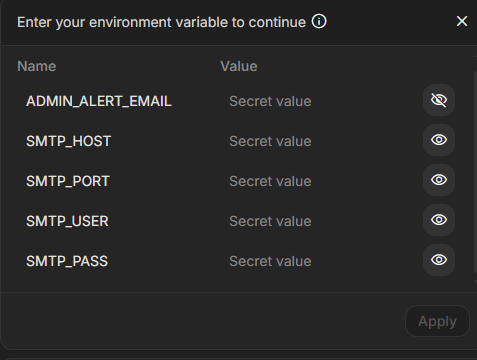 Enter your environment variable to continue
Name Value
ADMIN_ALERT_EMAIL Secret value
SMTP_HOST Secret value
SMTP_PORT Secret value
SMTP_USER Secret value
SMTP_PASS Secret value
Apply